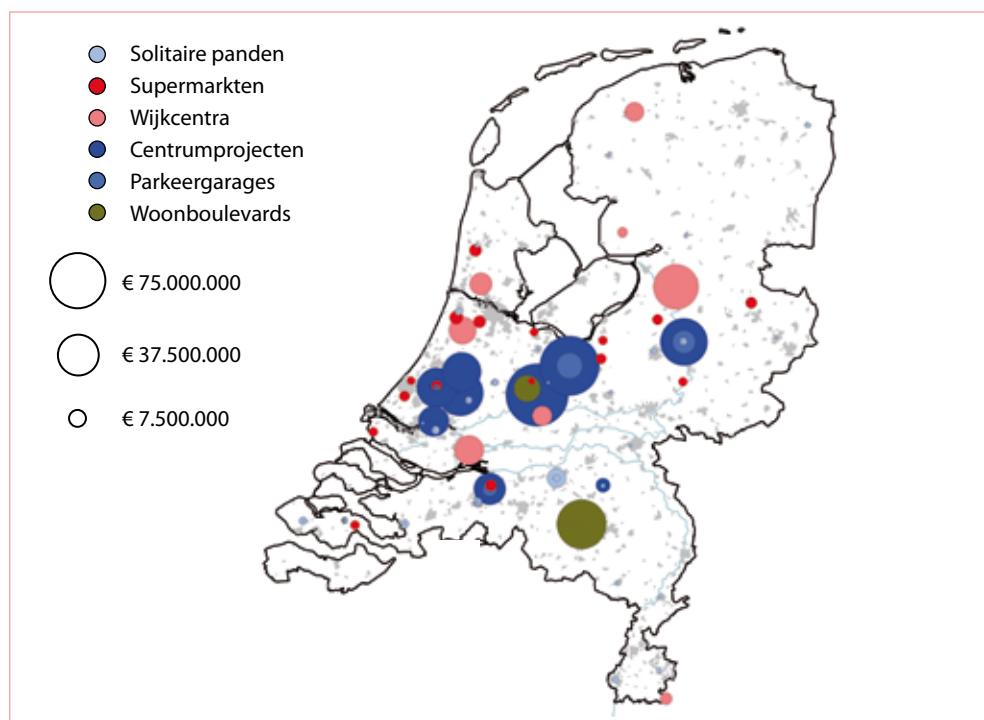 Solitaire panden
Supermarkten
Wijkcentra
Centrumprojecten
Parkeergarages
Woonboulevards
€ 75.000.000
€ 37.500.000
€ 7.500.000